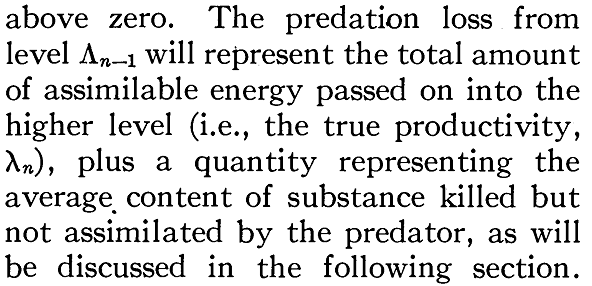 above zero. The predation loss from
level Λₙ₋₁ will represent the total amount
of assimilable energy passed on into the
higher level (i.e., the true productivity,
λₙ), plus a quantity representing the
average content of substance killed but
not assimilated by the predator, as will
be discussed in the following section.